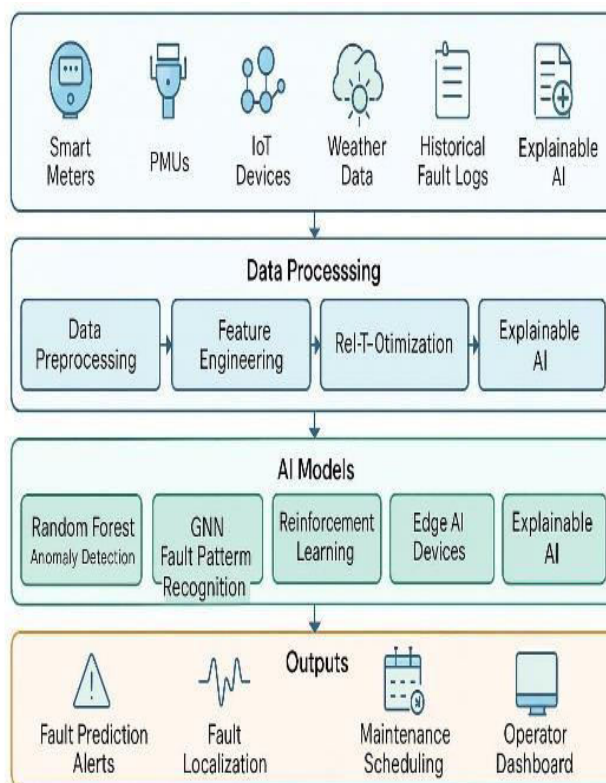 Smart
Meters
PMUs
IoT
Devices
Weather
Data
Historical
Fault Logs
Explainable
AI
Data Processsing
Data
Preprocessing
Feature
Engineering
Rel-T-Otimization
Explainable
AI
AI Models
Random Forest
Anomaly Detection
GNN
Fault Patterm
Recognition
Reinforcement
Learning
Edge AI
Devices
Explainable
AI
Outputs
Fault Prediction
Alerts
Fault
Localization
Maintenance
Scheduling
Operator
Dashboard